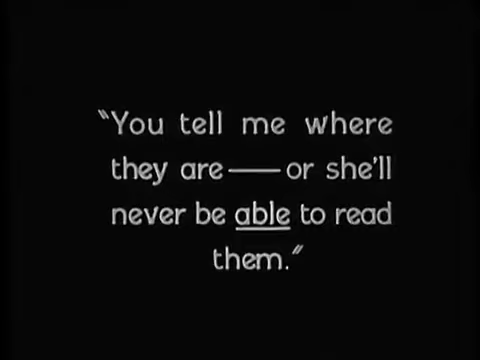 "You tell me where
they are——or she'll
never be able to read
them."